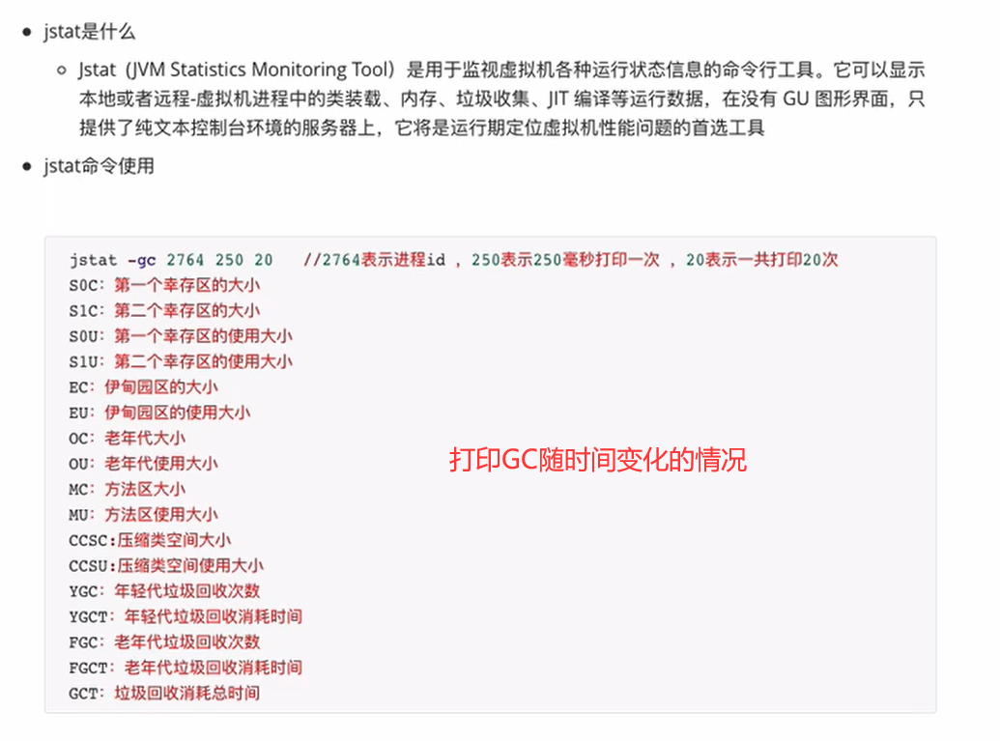 jstat是什么
Jstat（JVM Statistics Monitoring Tool）是用于监视虚拟机各种运行状态信息的命令行工具。它可以显示
本地或者远程-虚拟机进程中的类装载、内存、垃圾收集、JIT 编译等运行数据，在没有 GU 图形界面，只
提供了纯文本控制台环境的服务器上，它将是运行期定位虚拟机性能问题的首选工具
jstat命令使用
jstat -gc 2764 250 20 //2764表示进程id ，250表示250毫秒打印一次 ，20表示一共打印20次
S0C：第一个幸存区的大小
S1C：第二个幸存区的大小
S0U：第一个幸存区的使用大小
S1U：第二个幸存区的使用大小
EC：伊甸园区的大小
EU：伊甸园区的使用大小
OC：老年代大小
OU：老年代使用大小
打印GC随时间变化的情况
MC：方法区大小
MU：方法区使用大小
CCSC:压缩类空间大小
CCSU:压缩类空间使用大小
YGC：年轻代垃圾回收次数
YGCT：年轻代垃圾回收消耗时间
FGC：老年代垃圾回收次数
FGCT：老年代垃圾回收消耗时间
GCT：垃圾回收消耗总时间